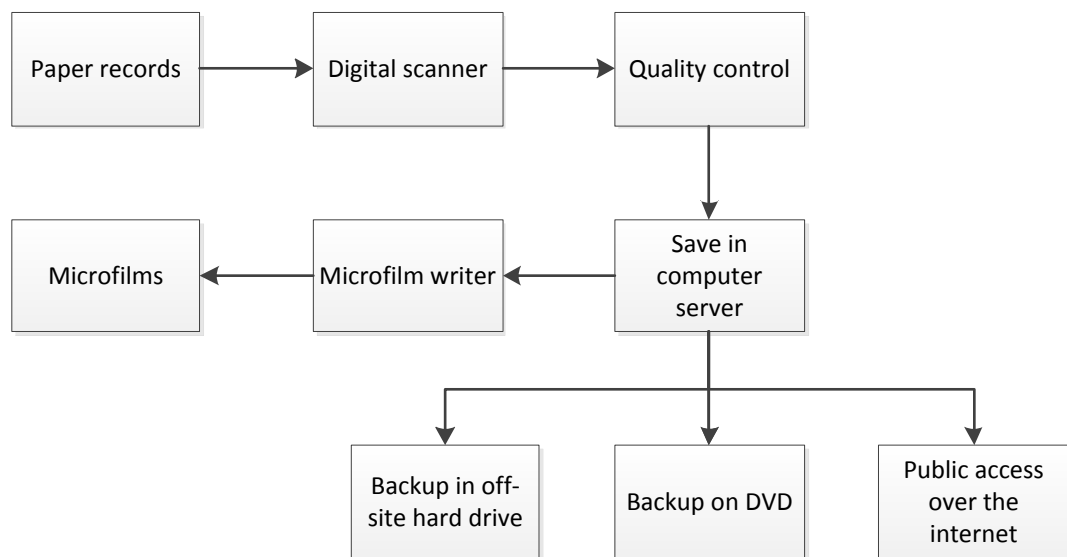 Paper records
Digital scanner
Quality control
Microfilms
Microfilm writer
Save in
computer
server
Backup in off-
site hard drive
Backup on DVD
Public access
over the
internet